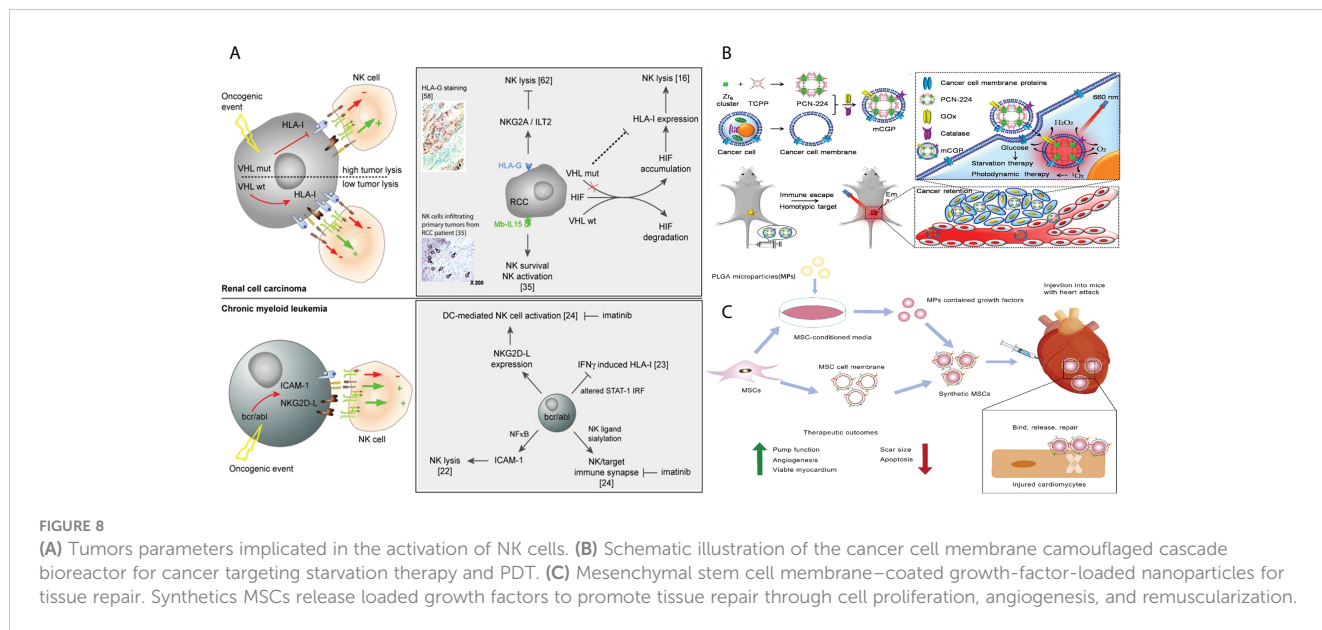 A
Oncogenic
event
NK cell
HLA-I
VHL mut
high tumor lysis
low tumor lysis
VHL wt
HLA-I
Renal cell carcinoma
HLA-G staining
[58]
NK cells infiltrating
primary tumors from
RCC patient [35]
X 200
NK lysis [62]
NKG2A / ILT2
HLA-G
RCC
Mb-IL15
NK survival
NK activation
[35]
VHL mut
HIF
VHL wt
NK lysis [16]
HLA-I expression
HIF
accumulation
HIF
degradation
Chronic myeloid leukemia
ICAM-1
NKG2D-L
bcr/abl
NK cell
Oncogenic event
DC-mediated NK cell activation [24]
imatinib
NKG2D-L
expression
IFNγ induced HLA-I [23]
altered STAT-1 IRF
bcr/abl
NFκB
NK ligand
sialylation
NK lysis
[22]
ICAM-1
NK/target
immune synapse
[24]
imatinib
B
Zr6
cluster
+
TCPP
PCN-224
mCGP
Cancer cell
Cancer cell membrane
Cancer cell membrane proteins
PCN-224
GOx
Catalase
mCGP
660 nm
H2O2
Glucose
O2
O2
Starvation therapy
Photodynamic therapy
1O2
Immune escape
Homotypic target
Em
Cancer retention
C
PLGA microparticles(MPs)
MSC-conditioned media
MPs contained growth factors
Injevtion into mice
with heart attack
MSCs
MSC cell membrane
Synthetic MSCs
Therapeutic outcomes
Pump function
Angiogenesis
Viable myocardium
Scar size
Apoptosis
Bind, release, repair
Injured cardiomycytes
FIGURE 8
(A) Tumors parameters implicated in the activation of NK cells. (B) Schematic illustration of the cancer cell membrane camouflaged cascade
bioreactor for cancer targeting starvation therapy and PDT. (C) Mesenchymal stem cell membrane–coated growth-factor-loaded nanoparticles for
tissue repair. Synthetics MSCs release loaded growth factors to promote tissue repair through cell proliferation, angiogenesis, and remuscularization.